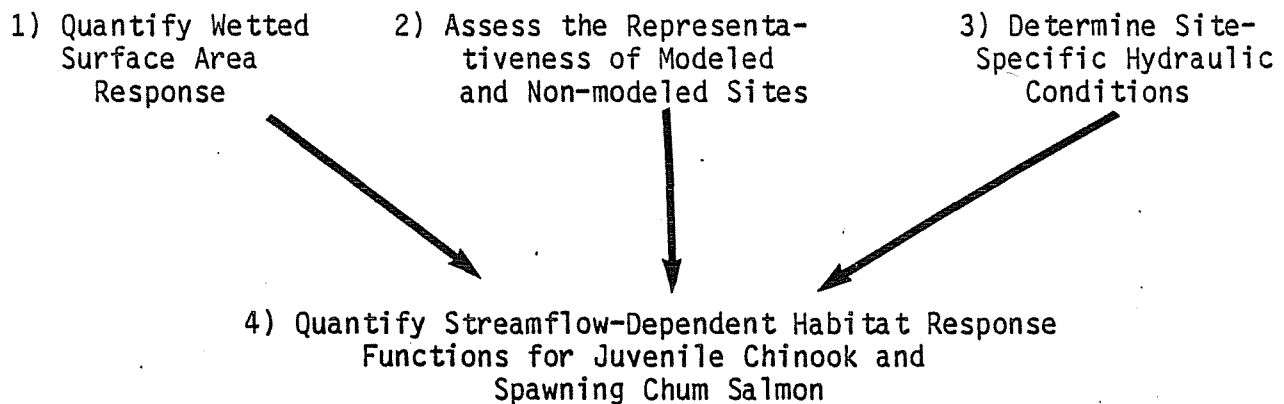 1) Quantify Wetted
Surface Area
Response
2) Assess the Representa-
tiveness of Modeled
and Non-modeled Sites
3) Determine Site-
Specific Hydraulic
Conditions
4) Quantify Streamflow-Dependent Habitat Response
Functions for Juvenile Chinook and
Spawning Chum Salmon